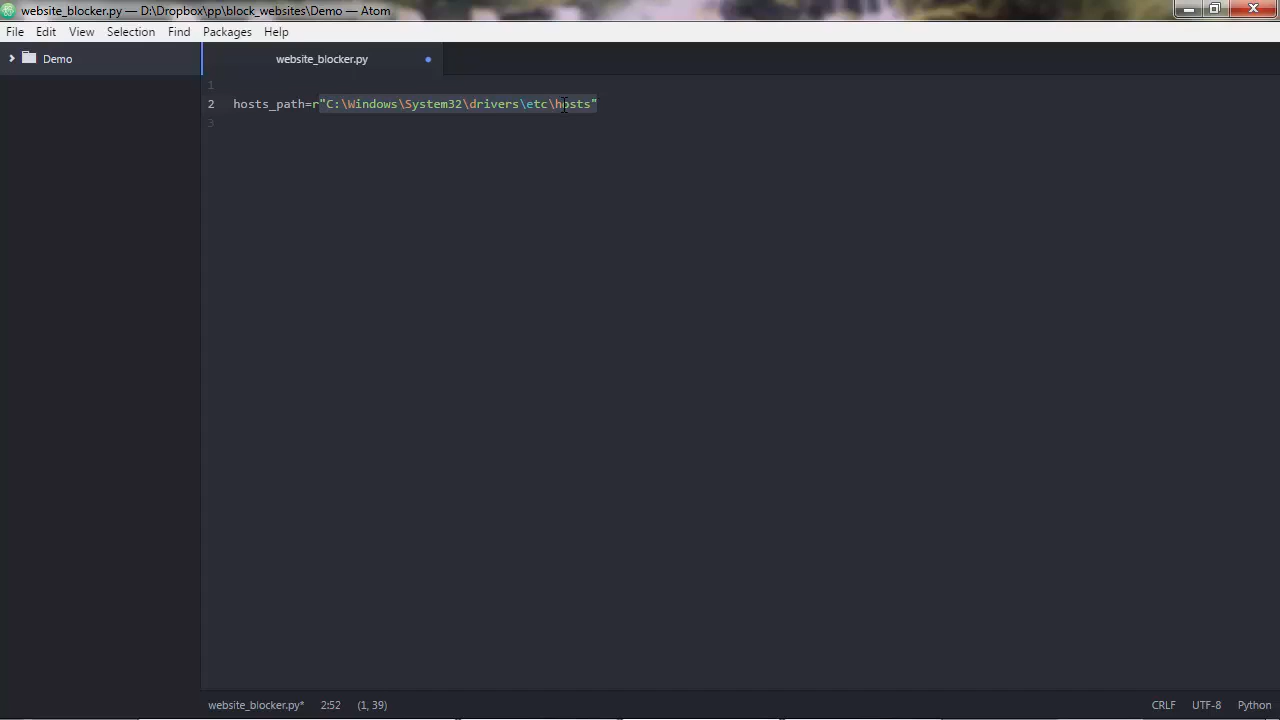 website_blocker.py — D:\Dropbox\pp\block_websites\Demo — Atom
File Edit View Selection Find Packages Help
Demo
website_blocker.py
1
2 hosts_path=r"C:\Windows\System32\drivers\etc\hosts"
3
website_blocker.py* 2:52 (1, 39) CRLF UTF-8 Python